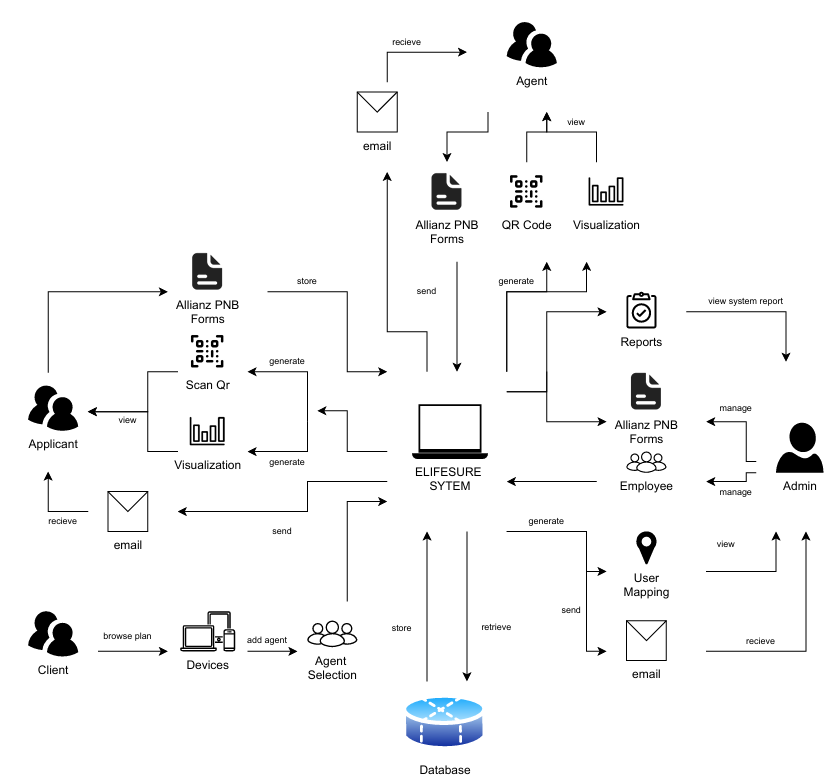 recieve
Agent
email
view
Allianz PNB
Forms
QR Code
Visualization
store
send
generate
Allianz PNB
Forms
view system report
Reports
generate
Scan Qr
Allianz PNB
Forms
manage
Applicant
view
Visualization
generate
ELIFESURE
SYTEM
Employee
Admin
manage
recieve
email
send
generate
view
User
Mapping
send
store
retrieve
browse plan
add agent
Client
Devices
Agent
Selection
recieve
email
Database